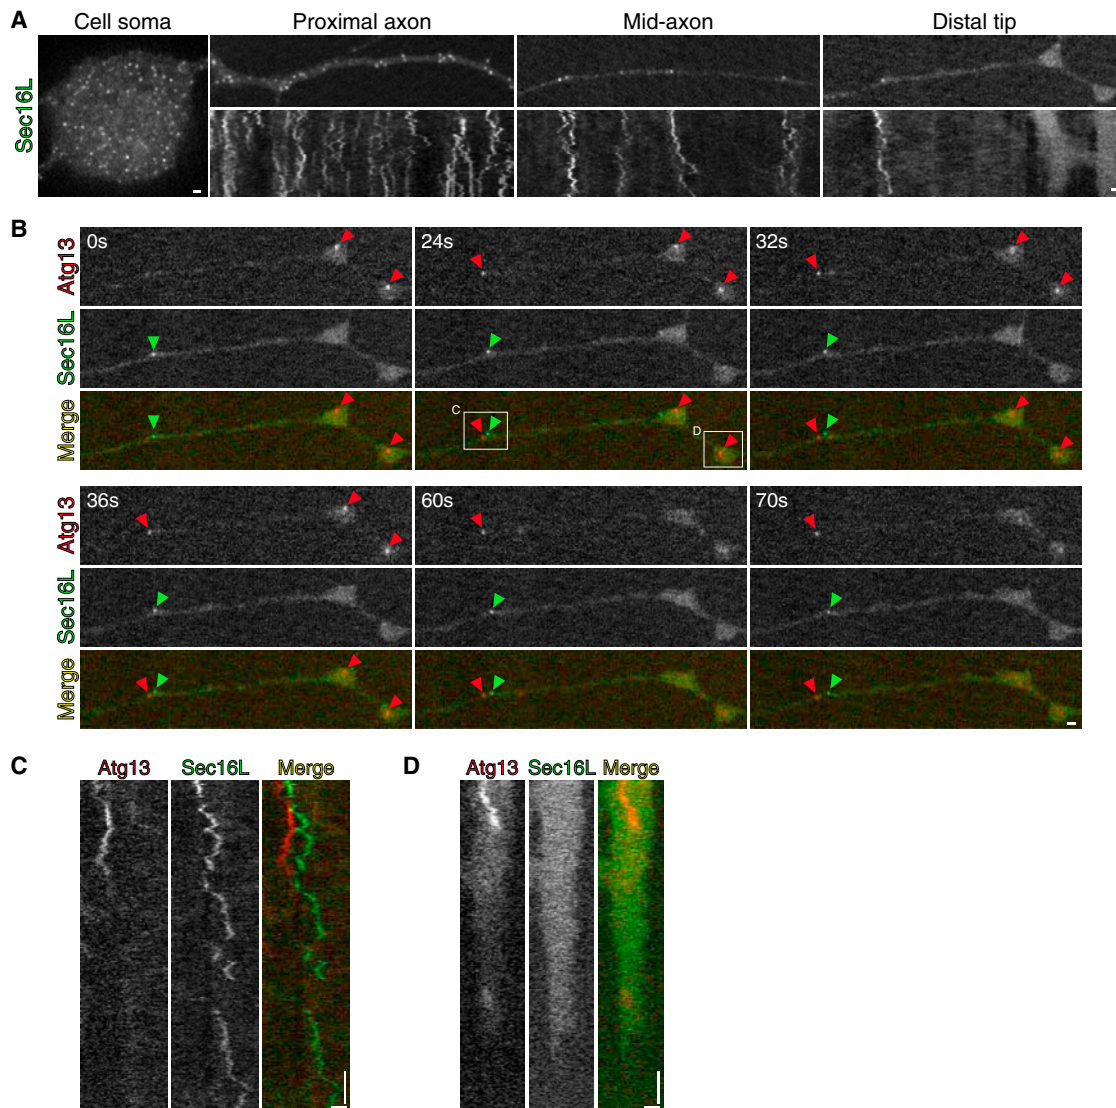 A
Cell soma Proximal axon Mid-axon Distal tip
Sec16L
B
0s 24s 32s
Atg13
Sec16L
Merge
C
D
36s 60s 70s
Atg13
Sec16L
Merge
C Atg13 Sec16L Merge
D Atg13 Sec16L Merge